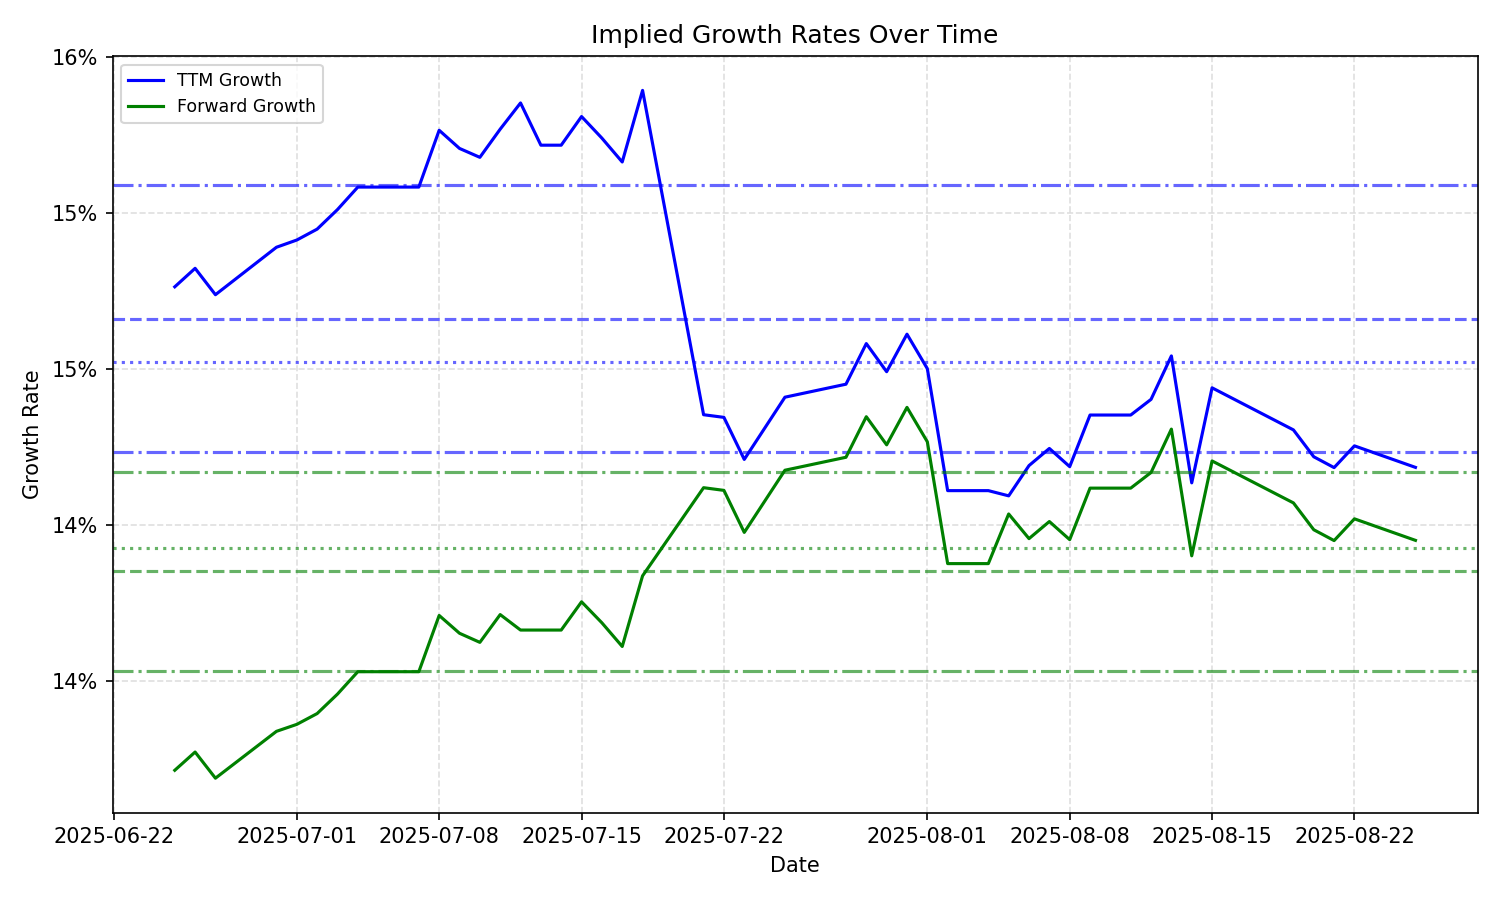 Implied Growth Rates Over Time
TTM Growth
Forward Growth
16%
15%
15%
14%
14%
Growth Rate
2025-06-22
2025-07-01
2025-07-08
2025-07-15
2025-07-22
2025-08-01
2025-08-08
2025-08-15
2025-08-22
Date